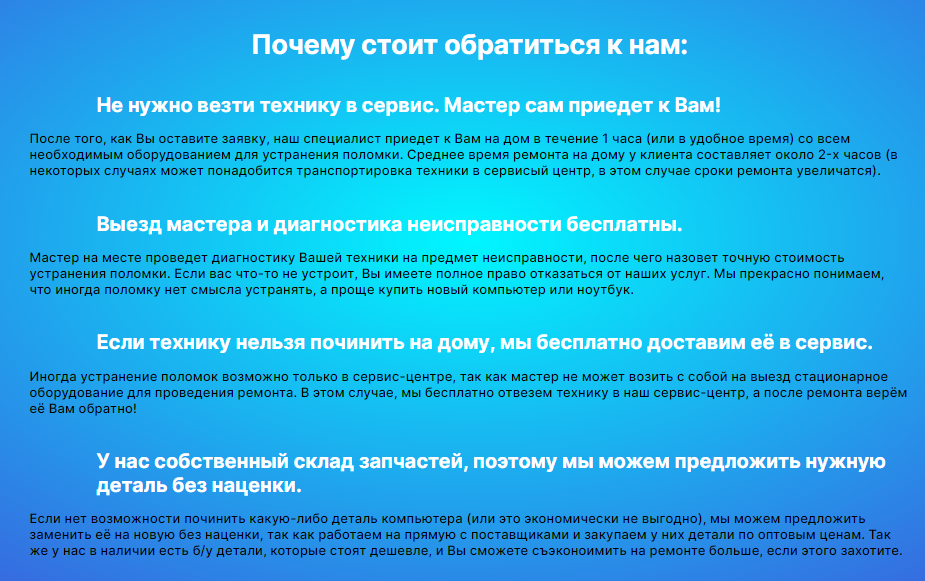 Почему стоит обратиться к нам:
Не нужно везти технику в сервис. Мастер сам приедет к Вам!
После того, как Вы оставите заявку, наш специалист приедет к Вам на дом в течение 1 часа (или в удобное время) со всем
необходимым оборудованием для устранения поломки. Среднее время ремонта на дому у клиента составляет около 2-х часов (в
некоторых случаях может понадобится транспортировка техники в сервисый центр, в этом случае сроки ремонта увеличатся).
Выезд мастера и диагностика неисправности бесплатны.
Мастер на месте проведет диагностику Вашей техники на предмет неисправности, после чего назовет точную стоимость
устранения поломки. Если вас что-то не устроит, Вы имеете полное право отказаться от наших услуг. Мы прекрасно понимаем,
что иногда поломку нет смысла устранять, а проще купить новый компьютер или ноутбук.
Если технику нельзя починить на дому, мы бесплатно доставим её в сервис.
Иногда устранение поломок возможно только в сервис-центре, так как мастер не может возить с собой на выезд стационарное
оборудование для проведения ремонта. В этом случае, мы бесплатно отвезем технику в наш сервис-центр, а после ремонта верём
её Вам обратно!
У нас собственный склад запчастей, поэтому мы можем предложить нужную
деталь без наценки.
Если нет возможности починить какую-либо деталь компьютера (или это экономически не выгодно), мы можем предложить
заменить её на новую без наценки, так как работаем на прямую с поставщиками и закупаем у них детали по оптовым ценам. Так
же у нас в наличии есть б/у детали, которые стоят дешевле, и Вы сможете съэконоимить на ремонте больше, если этого захотите.